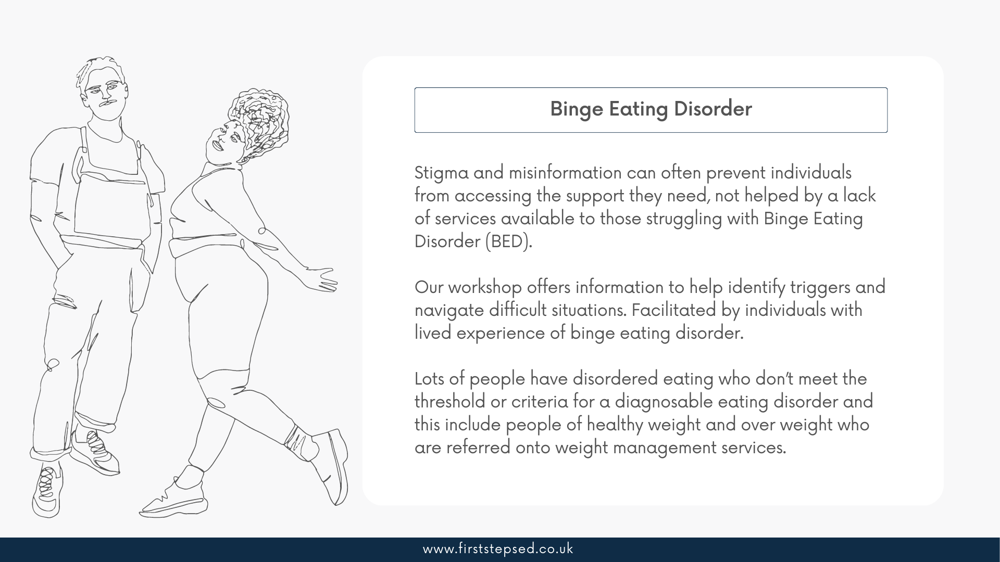 Binge Eating Disorder
Stigma and misinformation can often prevent individuals
from accessing the support they need, not helped by a lack
of services available to those struggling with Binge Eating
Disorder (BED).
Our workshop offers information to help identify triggers and
navigate difficult situations. Facilitated by individuals with
lived experience of binge eating disorder.
Lots of people have disordered eating who don’t meet the
threshold or criteria for a diagnosable eating disorder and
this include people of healthy weight and over weight who
are referred onto weight management services.
www.firststepsed.co.uk